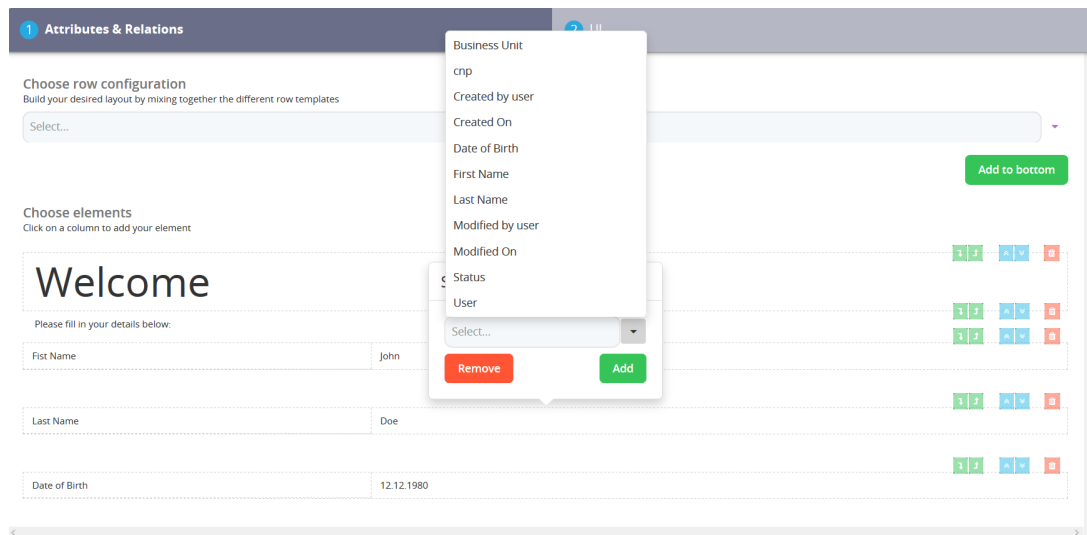 1 Attributes & Relations
2 UI
Choose row configuration
Build your desired layout by mixing together the different row templates
Select...
Add to bottom
Choose elements
Click on a column to add your element
Welcome
Please fill in your details below:
Fist Name
John
Last Name
Doe
Date of Birth
12.12.1980
Business Unit
cnp
Created by user
Created On
Date of Birth
First Name
Last Name
Modified by user
Modified On
Status
User
Select...
Remove
Add